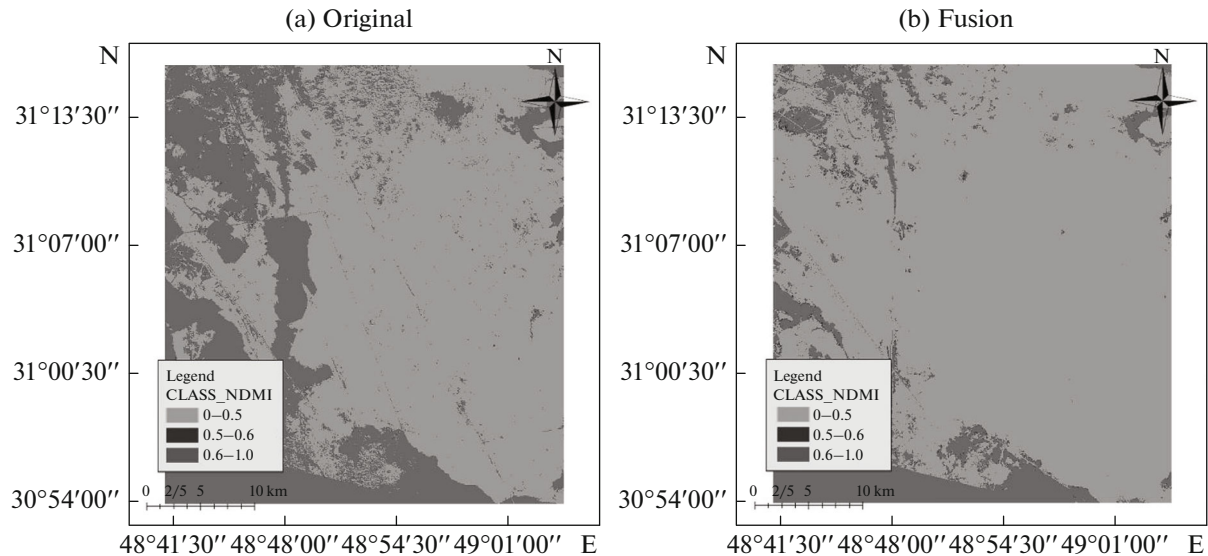 (a) Original
N
N
31°13′30″
31°07′00″
31°00′30″
30°54′00″
Legend
CLASS_NDMI
0–0.5
0.5–0.6
0.6–1.0
0 2/5 5 10 km
48°41′30″ 48°48′00″ 48°54′30″ 49°01′00″ E
(b) Fusion
N
N
31°13′30″
31°07′00″
31°00′30″
30°54′00″
Legend
CLASS_NDMI
0–0.5
0.5–0.6
0.6–1.0
0 2/5 5 10 km
48°41′30″ 48°48′00″ 48°54′30″ 49°01′00″ E